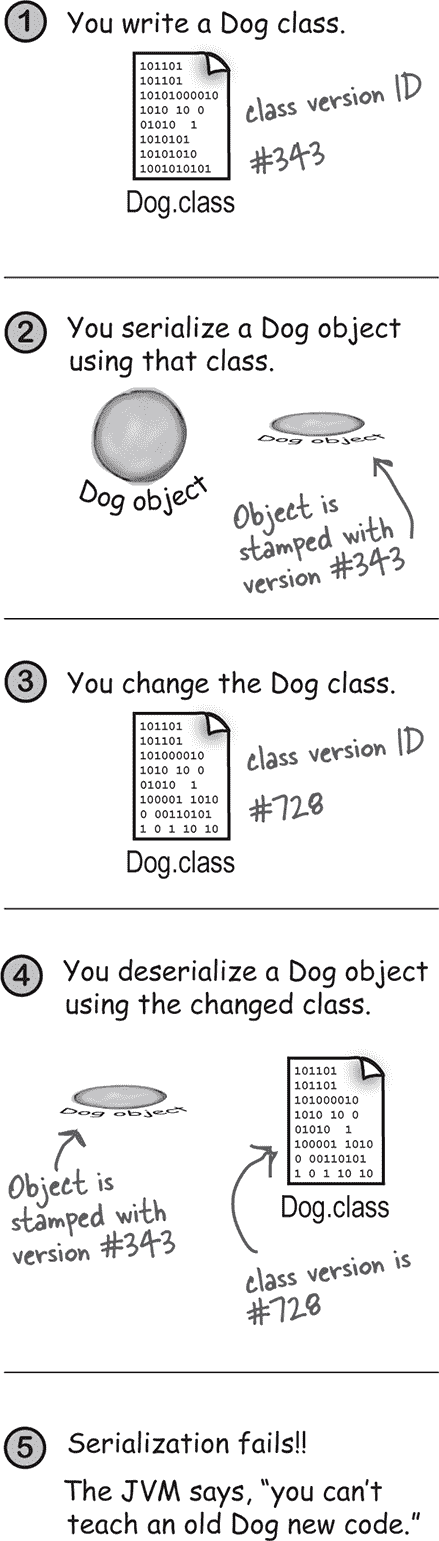 1 You write a Dog class.
101101
101101
10101000010
1010 10 0
01010 1
1010101
10101010
1001010101
Dog.class
class version ID
#343
2 You serialize a Dog object
using that class.
Dog object
Dog object
Object is
stamped with
version #343
3 You change the Dog class.
101101
101101
101000010
1010 10 0
01010 1
100001 1010
0 00110101
1 0 1 10 10
Dog.class
class version ID
#728
4 You deserialize a Dog object
using the changed class.
Dog object
Object is
stamped with
version #343
101101
101101
101000010
1010 10 0
01010 1
100001 1010
0 00110101
1 0 1 10 10
Dog.class
class version is
#728
5 Serialization fails!!
The JVM says, “you can’t
teach an old Dog new code.”